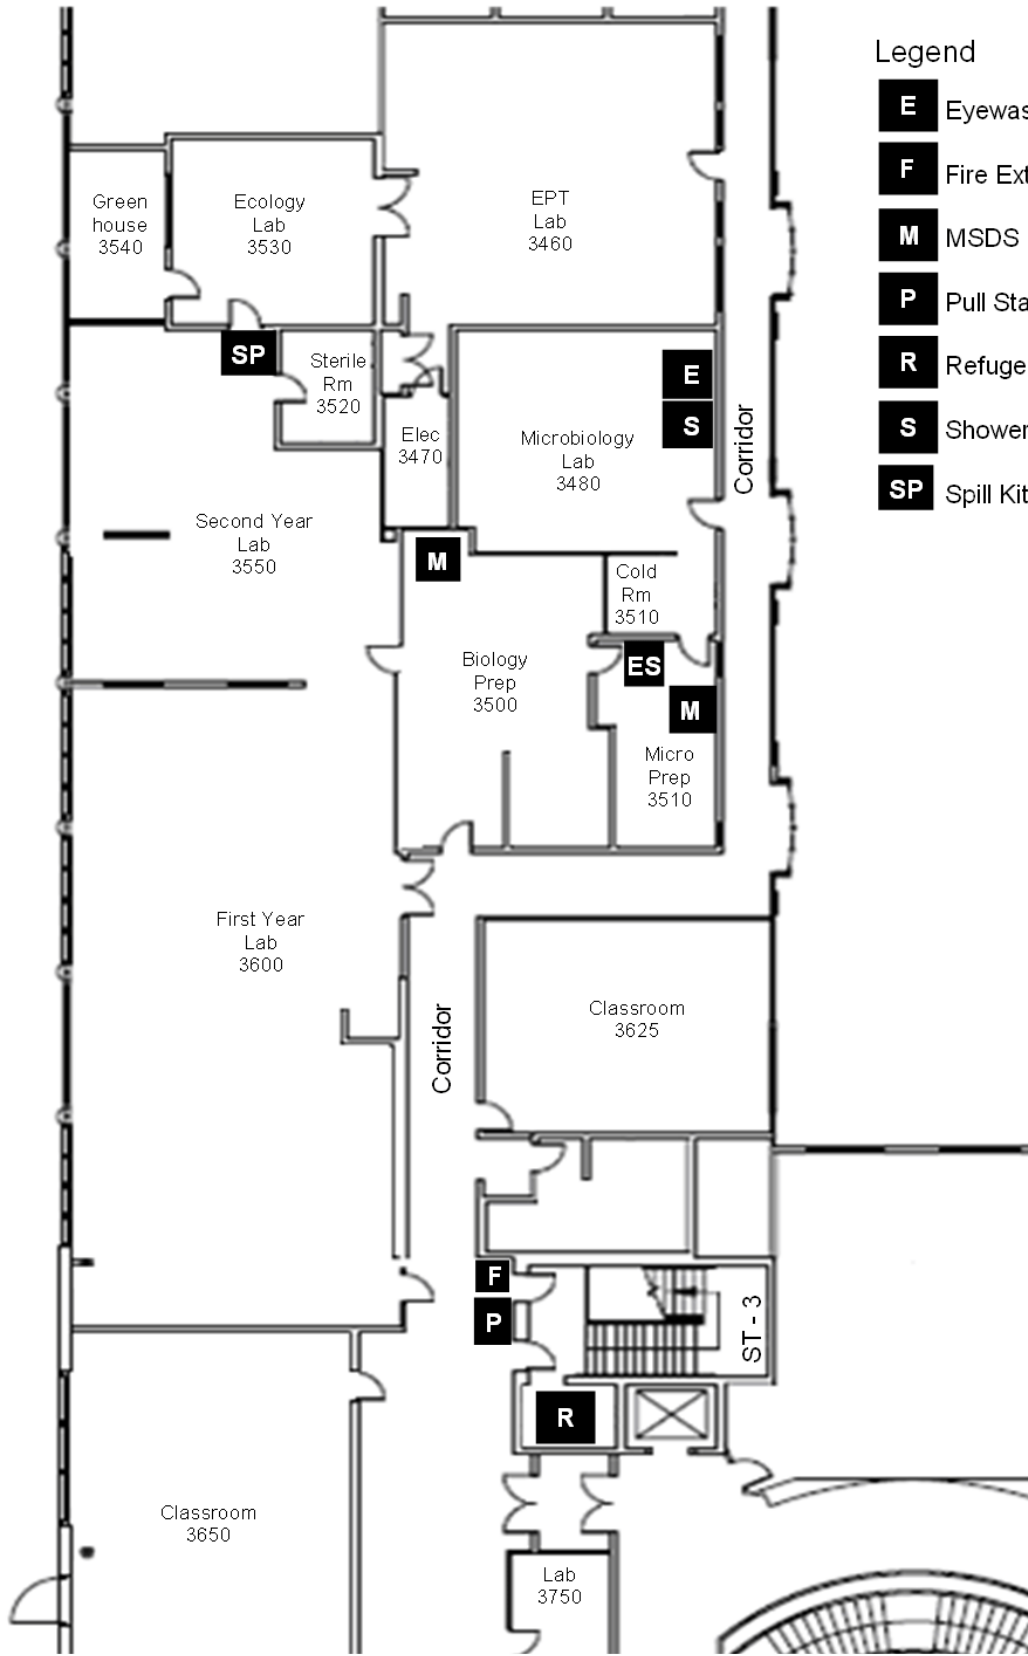 Legend
E Eyewas
F Fire Ext
M MSDS
P Pull Sta
R Refuge
S Shower
SP Spill Kit
Green
house
3540
Ecology
Lab
3530
EPT
Lab
3460
SP
Sterile
Rm
3520
E
S
Elec
3470
Microbiology
Lab
3480
Corridor
Second Year
Lab
3550
M
Cold
Rm
3510
Biology
Prep
3500
ES
M
Micro
Prep
3510
First Year
Lab
3600
Classroom
3625
Corridor
F
P
ST - 3
R
Classroom
3650
Lab
3750